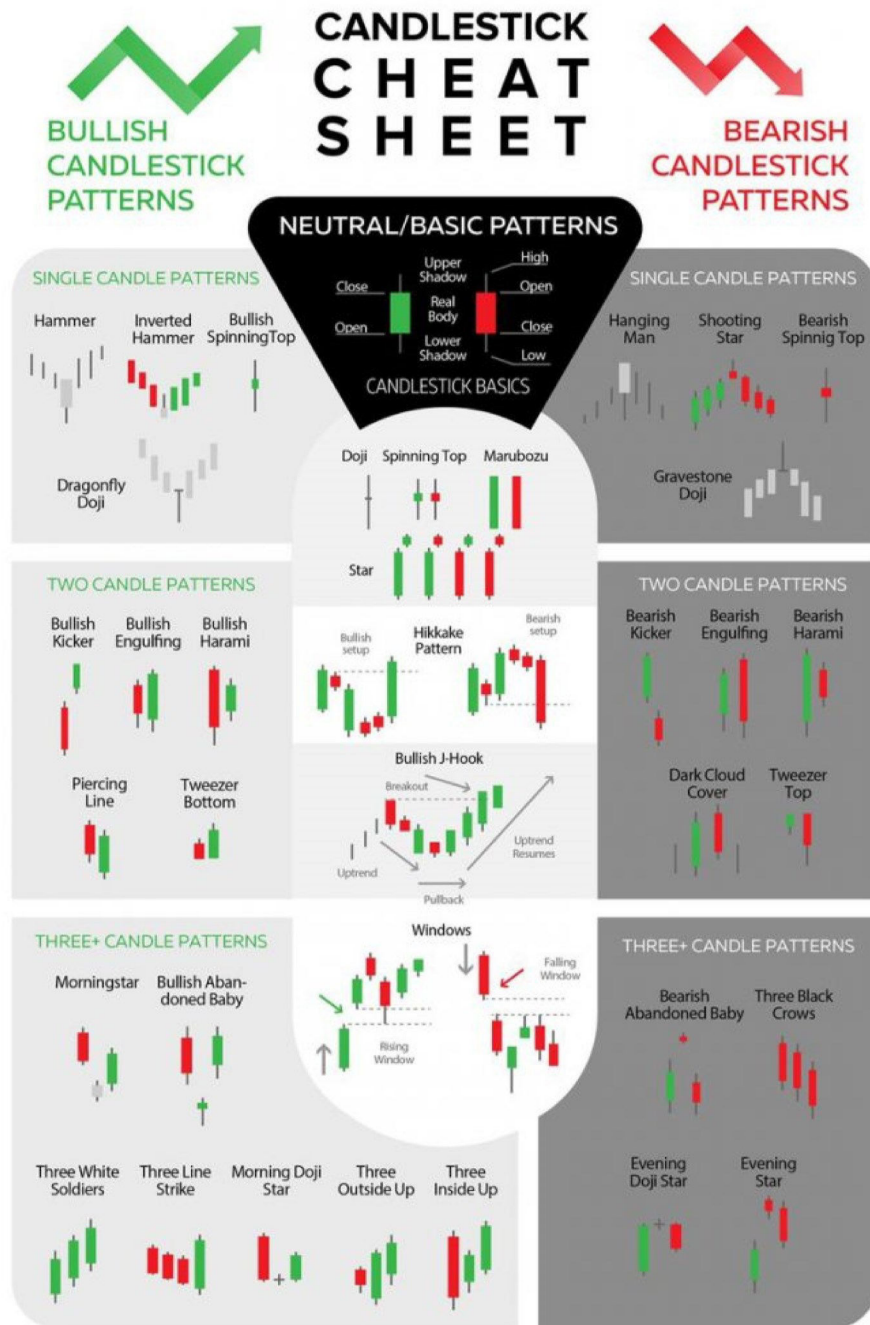 CANDLESTICK
CHEAT
SHEET
BULLISH
CANDLESTICK
PATTERNS
BEARISH
CANDLESTICK
PATTERNS
NEUTRAL/BASIC PATTERNS
Close
Open
Upper
Shadow
Real
Body
Lower
Shadow
High
Open
Close
Low
CANDLESTICK BASICS
SINGLE CANDLE PATTERNS
Hammer
Inverted
Hammer
Bullish
SpinningTop
Dragonfly
Doji
SINGLE CANDLE PATTERNS
Hanging
Man
Shooting
Star
Bearish
Spinnig Top
Gravestone
Doji
Doji
Spinning Top
Marubozu
Star
TWO CANDLE PATTERNS
Bullish
Kicker
Bullish
Engulfing
Bullish
Harami
Piercing
Line
Tweezer
Bottom
Bullish
setup
Hikkake
Pattern
Bearish
setup
Bullish J-Hook
Breakout
Uptrend
Pullback
Uptrend
Resumes
TWO CANDLE PATTERNS
Bearish
Kicker
Bearish
Engulfing
Bearish
Harami
Dark Cloud
Cover
Tweezer
Top
Windows
Rising
Window
Falling
Window
THREE+ CANDLE PATTERNS
Morningstar
Bullish Aban-
doned Baby
Three White
Soldiers
Three Line
Strike
Morning Doji
Star
Three
Outside Up
Three
Inside Up
THREE+ CANDLE PATTERNS
Bearish
Abandoned Baby
Three Black
Crows
Evening
Doji Star
Evening
Star